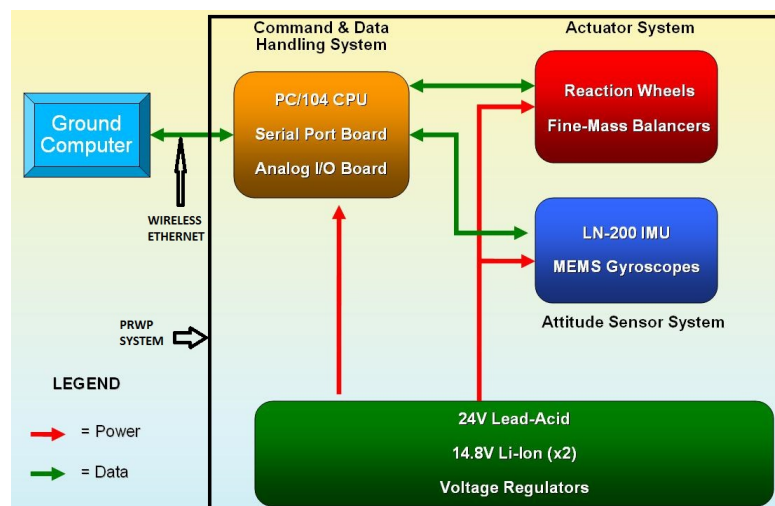 Command & Data
Handling System
Actuator System
PC/104 CPU
Serial Port Board
Analog I/O Board
Reaction Wheels
Fine-Mass Balancers
Ground
Computer
WIRELESS
ETHERNET
LN-200 IMU
MEMS Gyroscopes
Attitude Sensor System
PRWP
SYSTEM
LEGEND
= Power
= Data
24V Lead-Acid
14.8V Li-Ion (x2)
Voltage Regulators